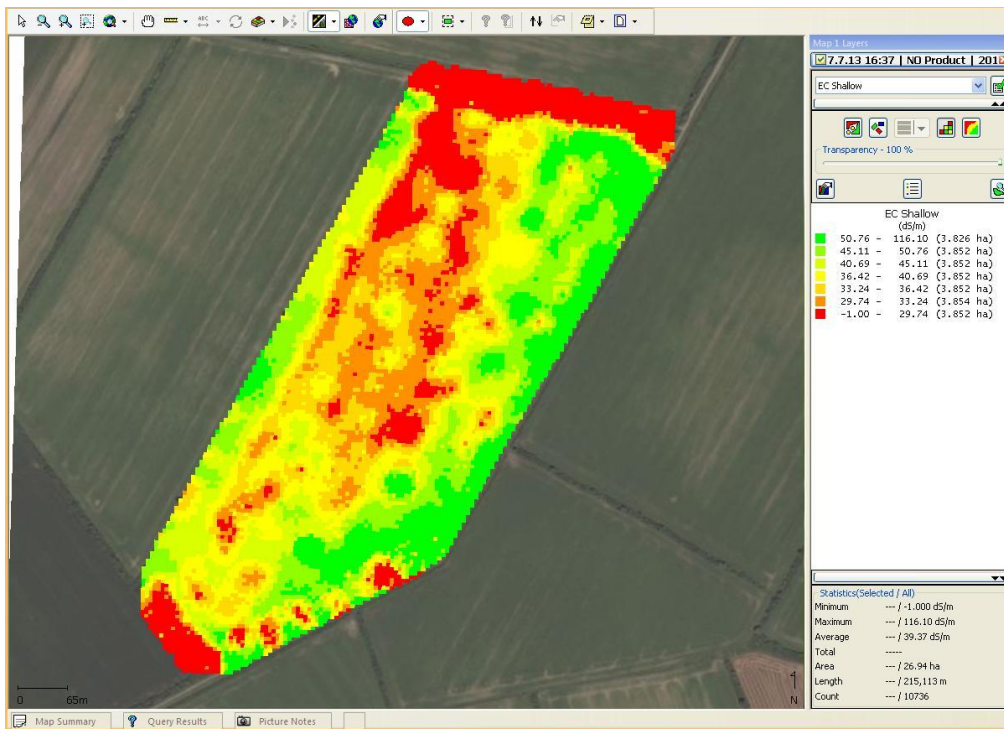 Map 1 Layers
7.7.13 16:37 | NO Product | 201
EC Shallow
Transparency - 100 %
EC Shallow
(dS/m)
50.76 - 116.10 (3.826 ha)
45.11 - 50.76 (3.852 ha)
40.69 - 45.11 (3.852 ha)
36.42 - 40.69 (3.852 ha)
33.24 - 36.42 (3.852 ha)
29.74 - 33.24 (3.854 ha)
-1.00 - 29.74 (3.852 ha)
Statistics(Selected / All)
Minimum --- / -1.000 dS/m
Maximum --- / 116.10 dS/m
Average --- / 39.37 dS/m
Total -----
Area --- / 26.94 ha
Length --- / 215,113 m
Count --- / 10736
0 65m
N
Map Summary Query Results Picture Notes